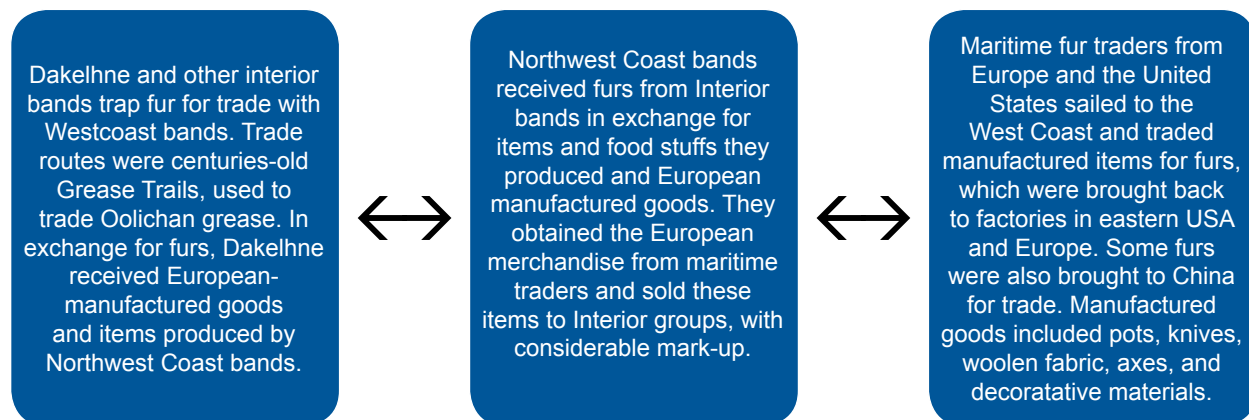 Dakelhne and other interior
bands trap fur for trade with
Westcoast bands. Trade
routes were centuries-old
Grease Trails, used to
trade Oolichan grease. In
exchange for furs, Dakelhne
received European-
manufactured goods
and items produced by
Northwest Coast bands.
Northwest Coast bands
received furs from Interior
bands in exchange for
items and food stuffs they
produced and European
manufactured goods. They
obtained the European
merchandise from maritime
traders and sold these
items to Interior groups, with
considerable mark-up.
Maritime fur traders from
Europe and the United
States sailed to the
West Coast and traded
manufactured items for furs,
which were brought back
to factories in eastern USA
and Europe. Some furs
were also brought to China
for trade. Manufactured
goods included pots, knives,
woolen fabric, axes, and
decoratative materials.